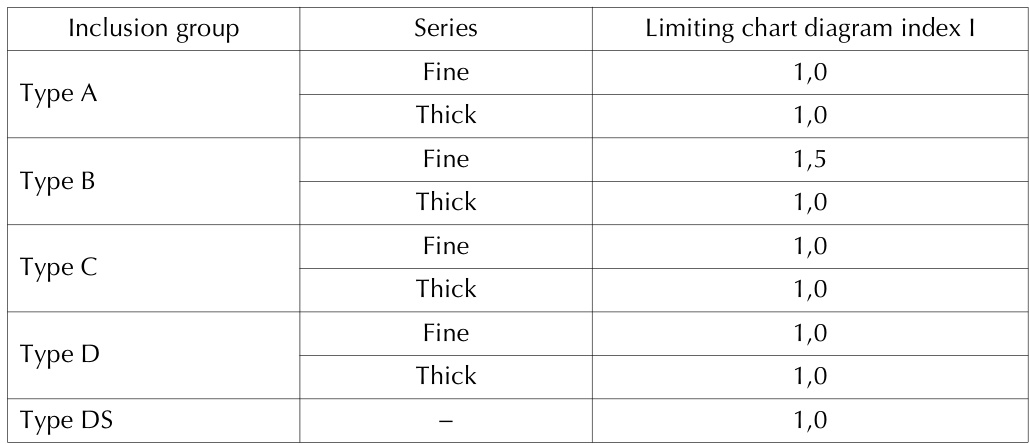 Inclusion group Series Limiting chart diagram index I
Type A Fine 1,0
Thick 1,0
Type B Fine 1,5
Thick 1,0
Type C Fine 1,0
Thick 1,0
Type D Fine 1,0
Thick 1,0
Type DS – 1,0